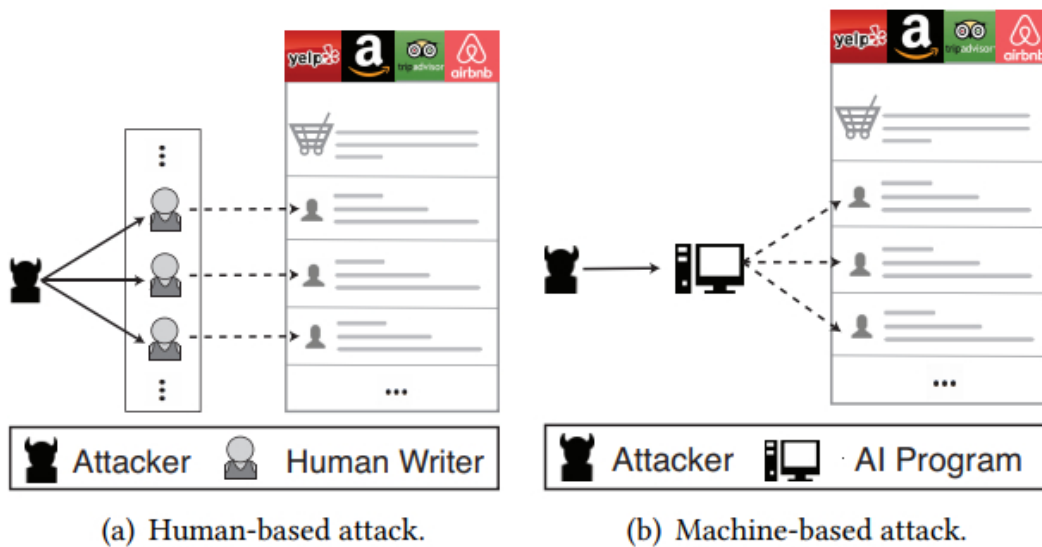 yelp a tripadvisor airbnb
yelp a tripadvisor airbnb
...
...
...
...
Attacker Human Writer
Attacker AI Program
(a) Human-based attack.
(b) Machine-based attack.